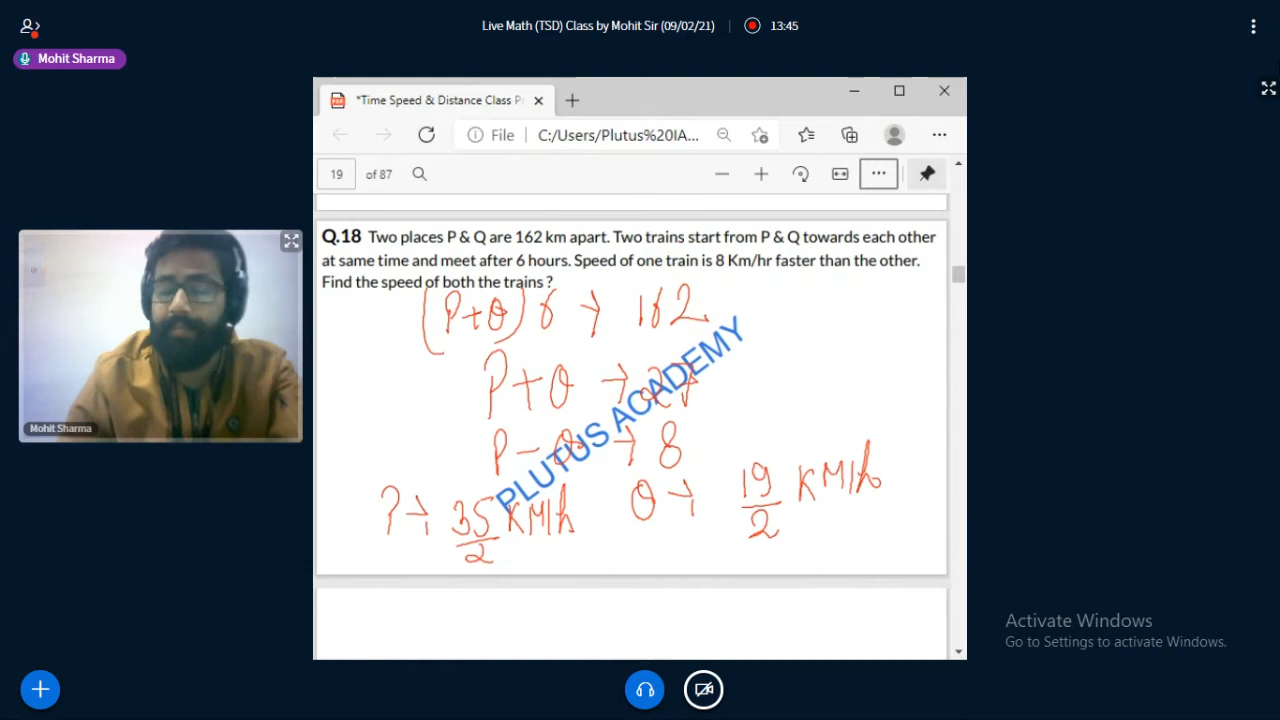 Live Math (TSD) Class by Mohit Sir (09/02/21)
13:45
Mohit Sharma
*Time Speed & Distance Class Pr
File
C:/Users/Plutus%20IA...
19 of 87
Q.18 Two places P & Q are 162 km apart. Two trains start from P & Q towards each other
at same time and meet after 6 hours. Speed of one train is 8 Km/hr faster than the other.
Find the speed of both the trains ?
(P+Q) 6 → 162
P+Q → 27
P-Q → 8
P → 35/2 KM/h Q → 19/2 KM/h
PLUTUS ACADEMY
Mohit Sharma
Activate Windows
Go to Settings to activate Windows.